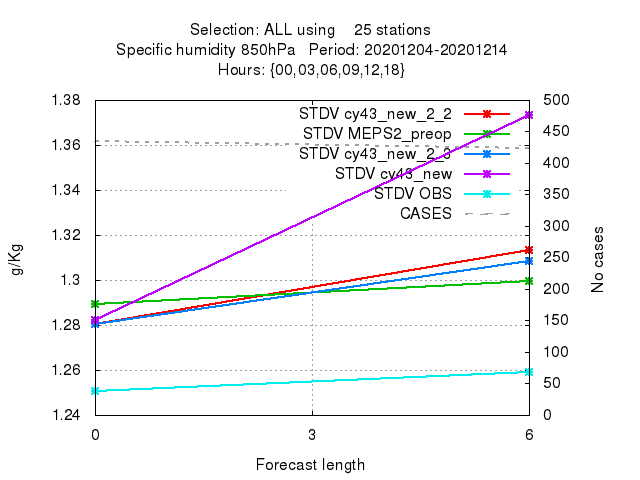 Selection: ALL using    25 stations
Specific humidity 850hPa   Period: 20201204-20201214
Hours: {00,03,06,09,12,18}
1.38
1.36
1.34
1.32
1.3
1.28
1.26
1.24
g/Kg
STDV cy43_new_2_2
STDV MEPS2_preop
STDV cy43_new_2_3
STDV cy43_new
STDV OBS
CASES
500
450
400
350
300
250
200
150
100
50
0
No cases
0 3 6
Forecast length